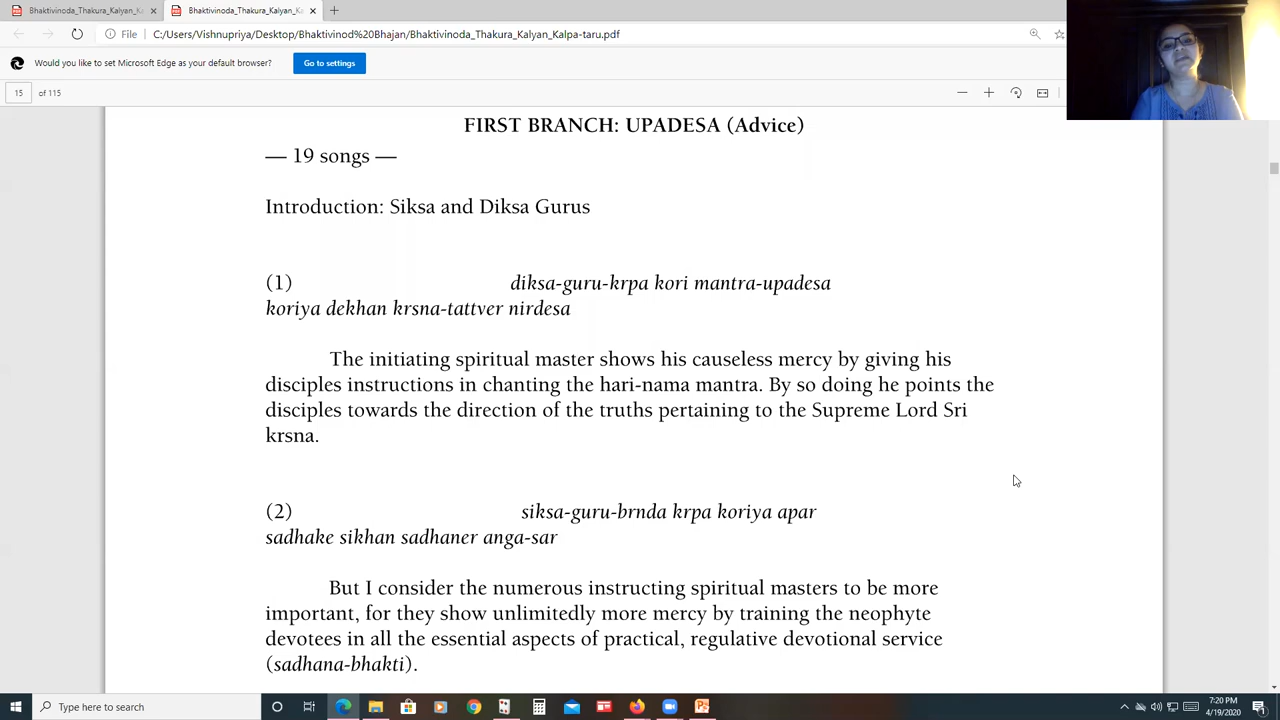 Bhaktivinoda_Thakura_Kalyan_Ka
Bhaktivinoda_Thakura_Kalyan_Ka
File
C:/Users/Vishnupriya/Desktop/Bhaktivinod%20Bhajan/Bhaktivinoda_Thakura_Kalyan_Kalpa-taru.pdf
Would you like to set Microsoft Edge as your default browser?
Go to settings
15 of 115
FIRST BRANCH: UPADESA (Advice)
— 19 songs —
Introduction: Siksa and Diksa Gurus
(1) diksa-guru-krpa kori mantra-upadesa
koriya dekhan krsna-tattver nirdesa
The initiating spiritual master shows his causeless mercy by giving his
disciples instructions in chanting the hari-nama mantra. By so doing he points the
disciples towards the direction of the truths pertaining to the Supreme Lord Sri
krsna.
(2) siksa-guru-brnda krpa koriya apar
sadhake sikhan sadhaner anga-sar
But I consider the numerous instructing spiritual masters to be more
important, for they show unlimitedly more mercy by training the neophyte
devotees in all the essential aspects of practical, regulative devotional service
(sadhana-bhakti).
Type here to search
7:20 PM
4/19/2020